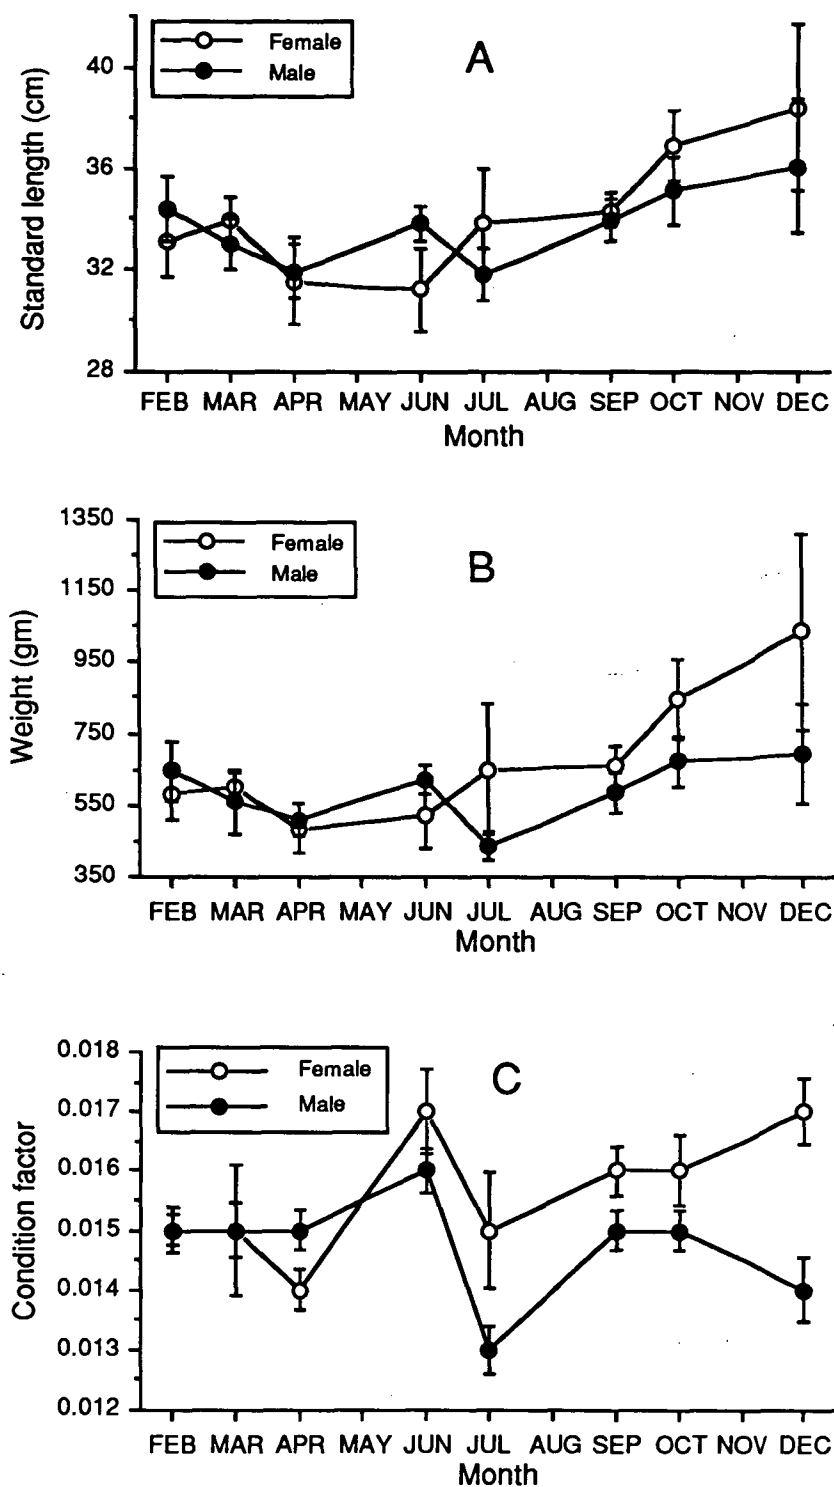 Female
Male
A
Standard length (cm)
40
36
32
28
FEB MAR APR MAY JUN JUL AUG SEP OCT NOV DEC
Month
Female
Male
B
Weight (gm)
1350
1150
950
750
550
350
FEB MAR APR MAY JUN JUL AUG SEP OCT NOV DEC
Month
Female
Male
C
Condition factor
0.018
0.017
0.016
0.015
0.014
0.013
0.012
FEB MAR APR MAY JUN JUL AUG SEP OCT NOV DEC
Month